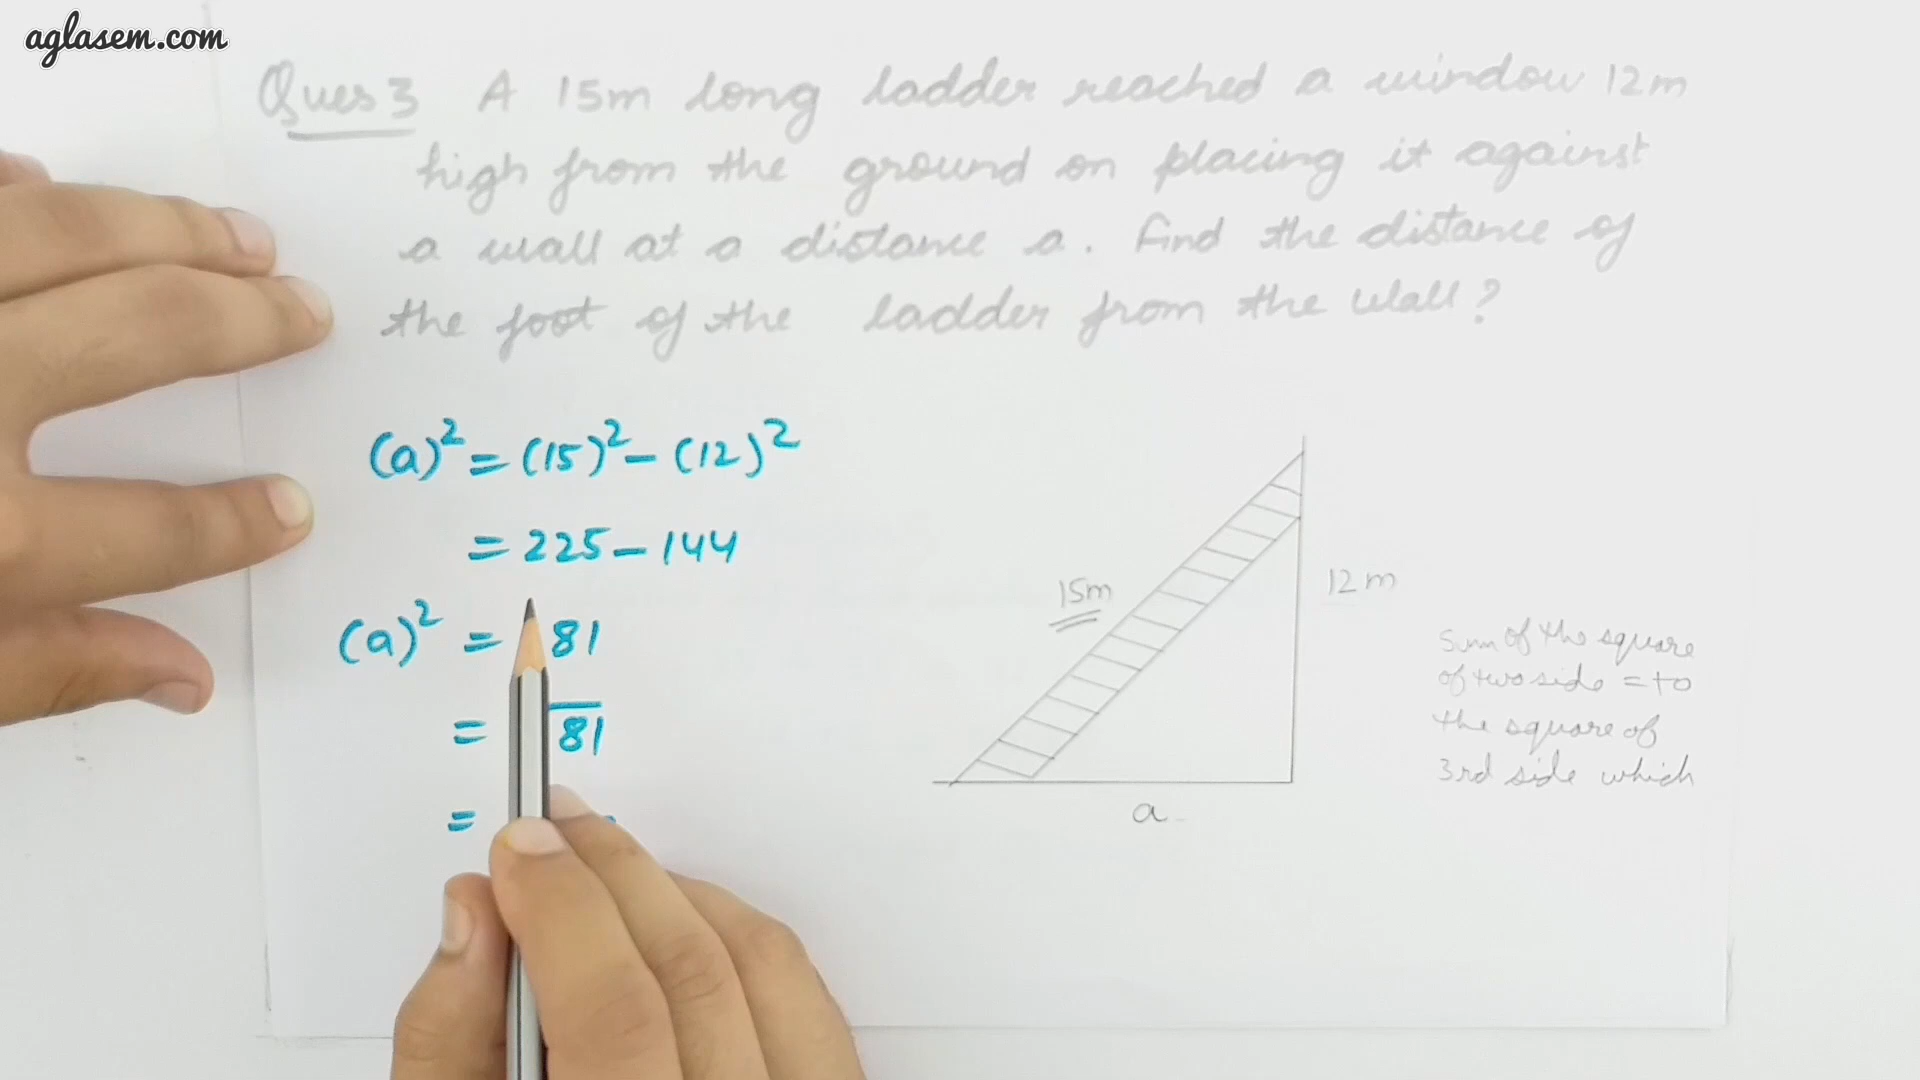 aglasem.com
Ques 3 A 15m long ladder reached a window 12m
high from the ground on placing it against
a wall at a distance a. Find the distance of
the foot of the ladder from the wall?
(a)² = (15)² - (12)²
= 225 - 144
(a)² = 81
= 81
=
15m
12 m
a
Sum of the square
of two side = to
the square of
3rd side which